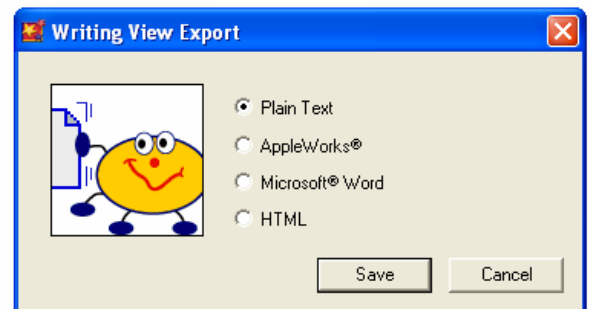 Writing View Export
Plain Text
AppleWorks®
Microsoft® Word
HTML
Save Cancel